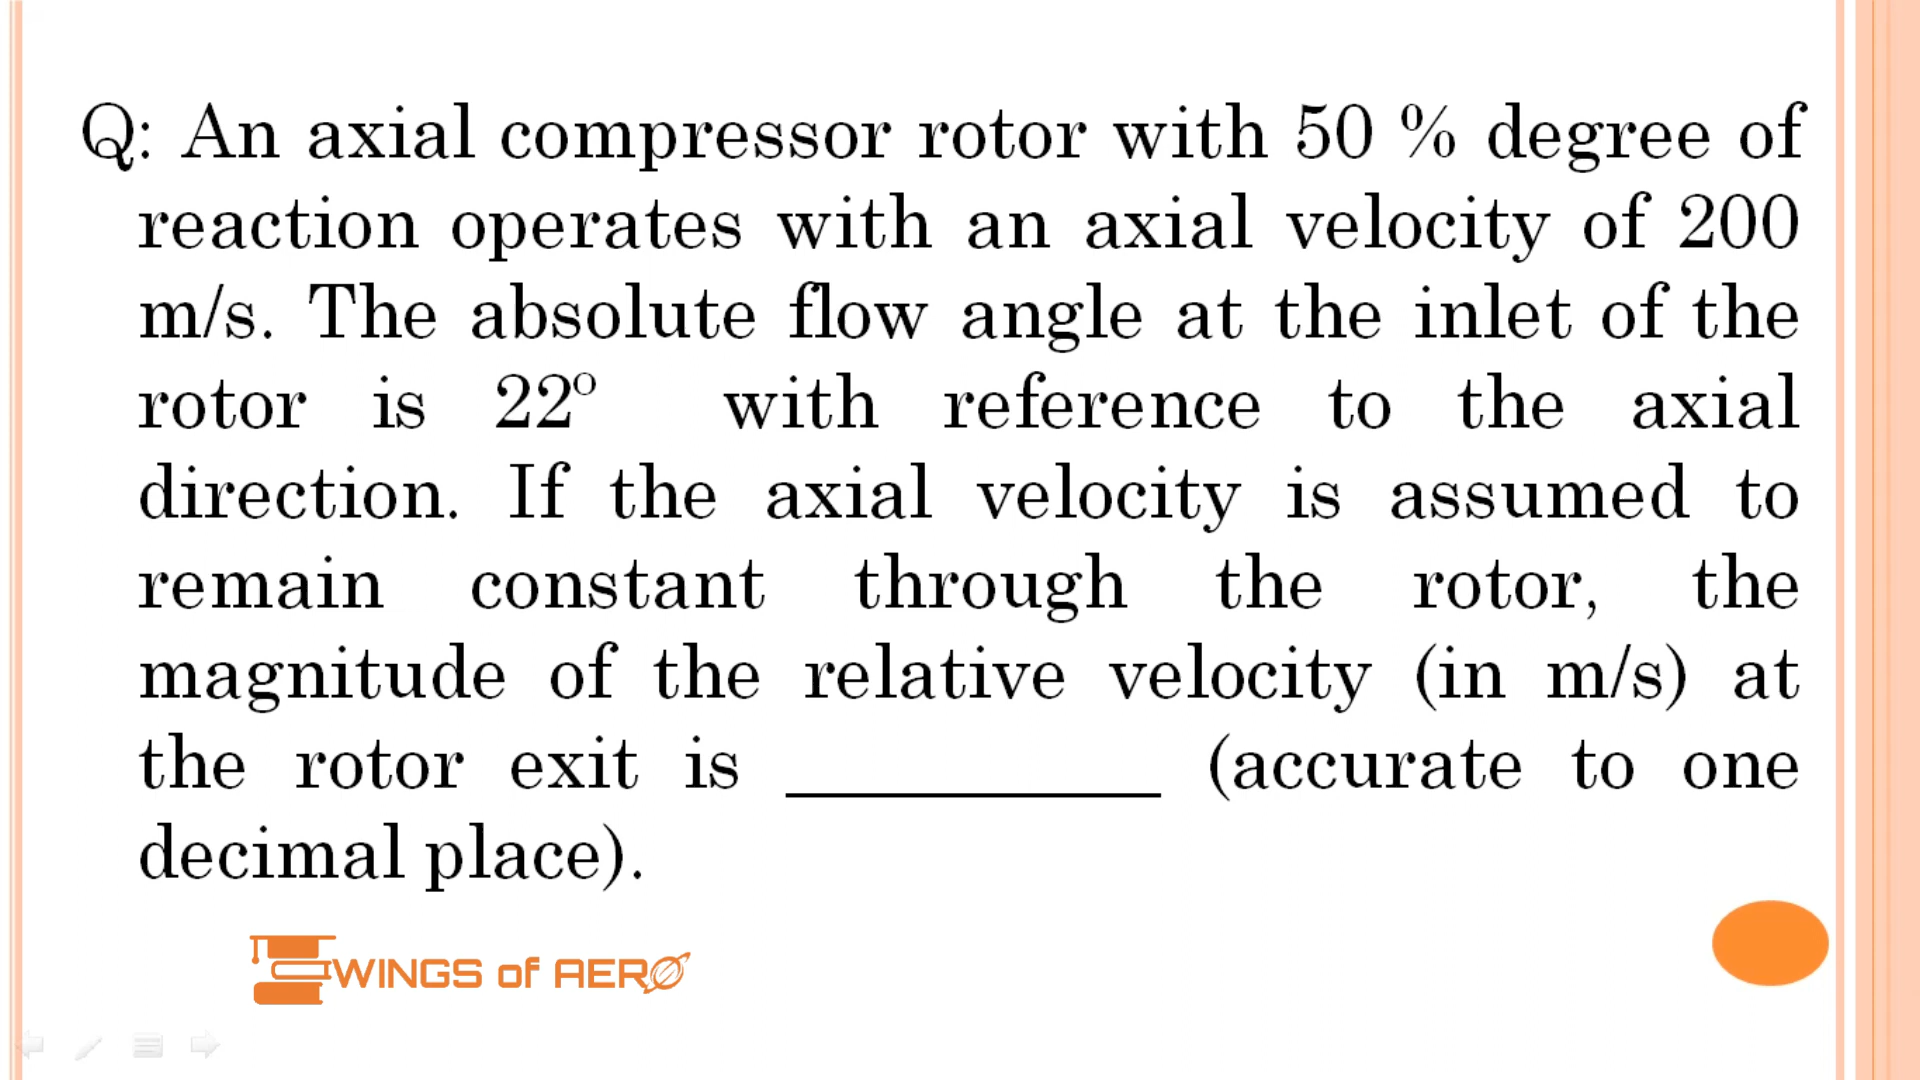 Q: An axial compressor rotor with 50 % degree of
reaction operates with an axial velocity of 200
m/s. The absolute flow angle at the inlet of the
rotor is 22º with reference to the axial
direction. If the axial velocity is assumed to
remain constant through the rotor, the
magnitude of the relative velocity (in m/s) at
the rotor exit is __________ (accurate to one
decimal place).
WINGS of AERO